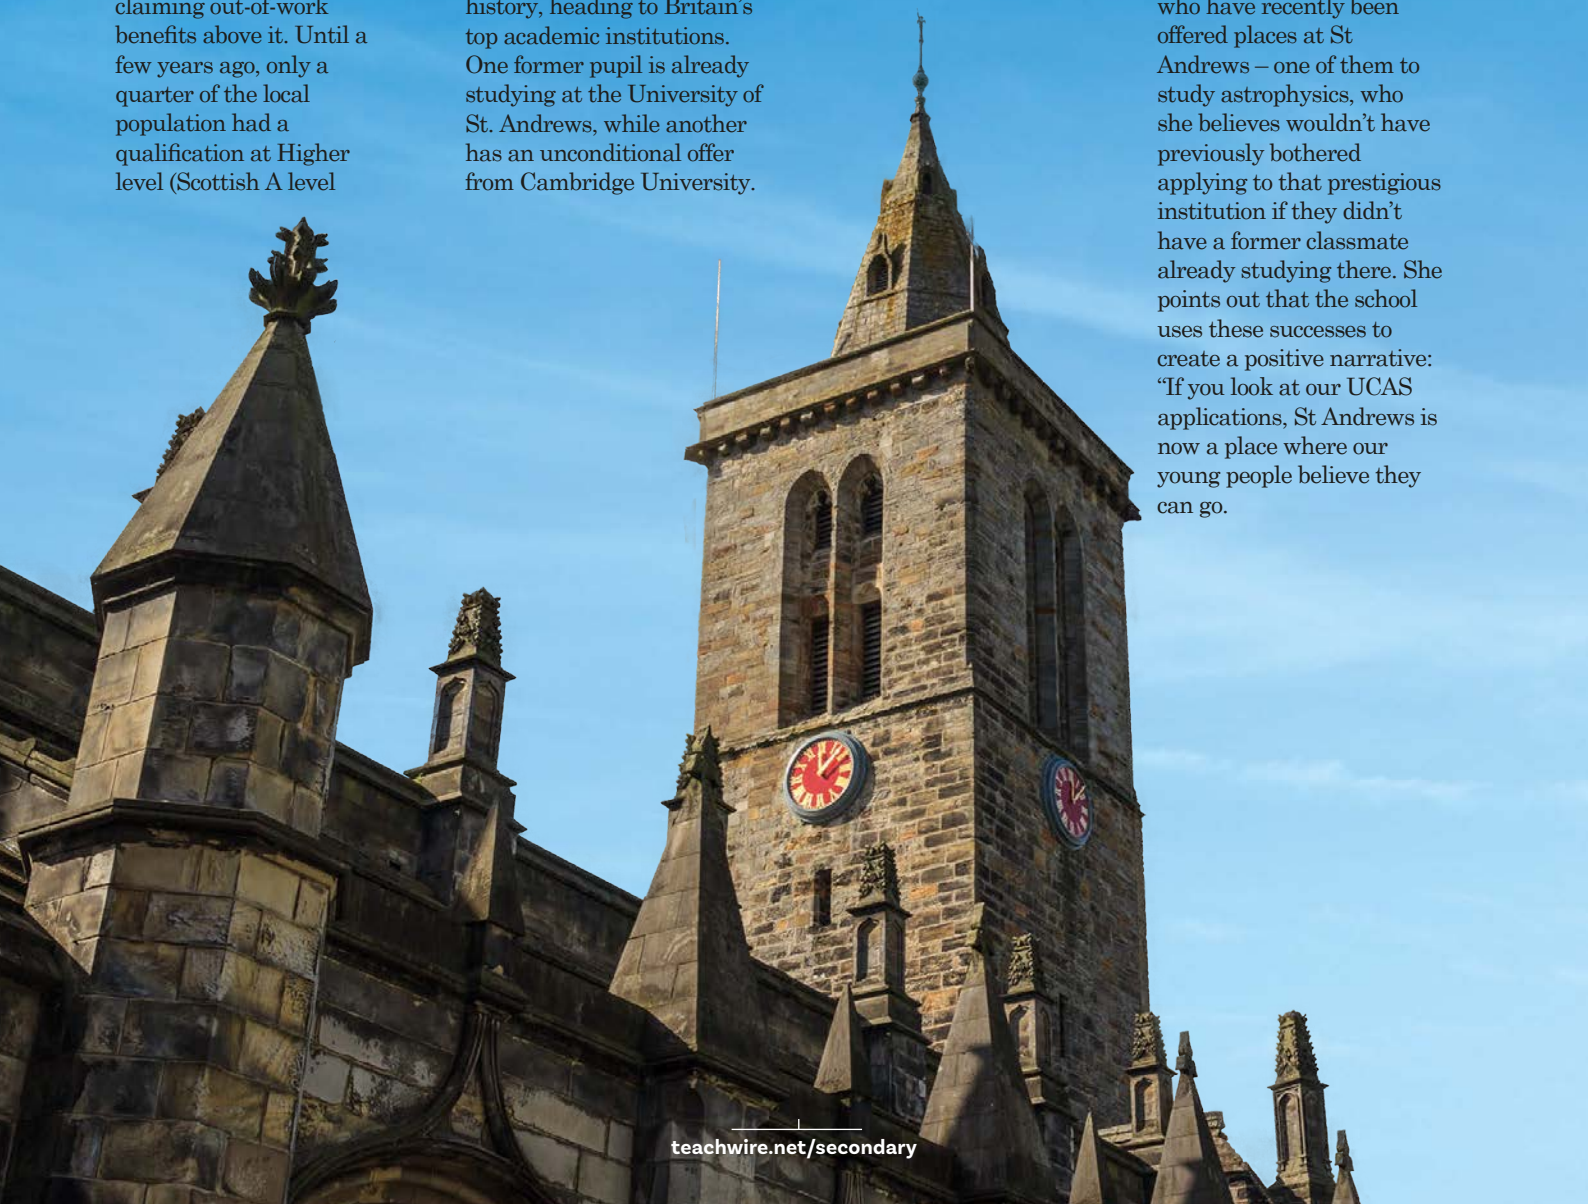 claiming out-of-work
benefits above it. Until a
few years ago, only a
quarter of the local
population had a
qualification at Higher
level (Scottish A level
history, heading to Britain’s
top academic institutions.
One former pupil is already
studying at the University of
St. Andrews, while another
has an unconditional offer
from Cambridge University.
who have recently been
offered places at St
Andrews – one of them to
study astrophysics, who
she believes wouldn’t have
previously bothered
applying to that prestigious
institution if they didn’t
have a former classmate
already studying there. She
points out that the school
uses these successes to
create a positive narrative:
“If you look at our UCAS
applications, St Andrews is
now a place where our
young people believe they
can go.
teachwire.net/secondary